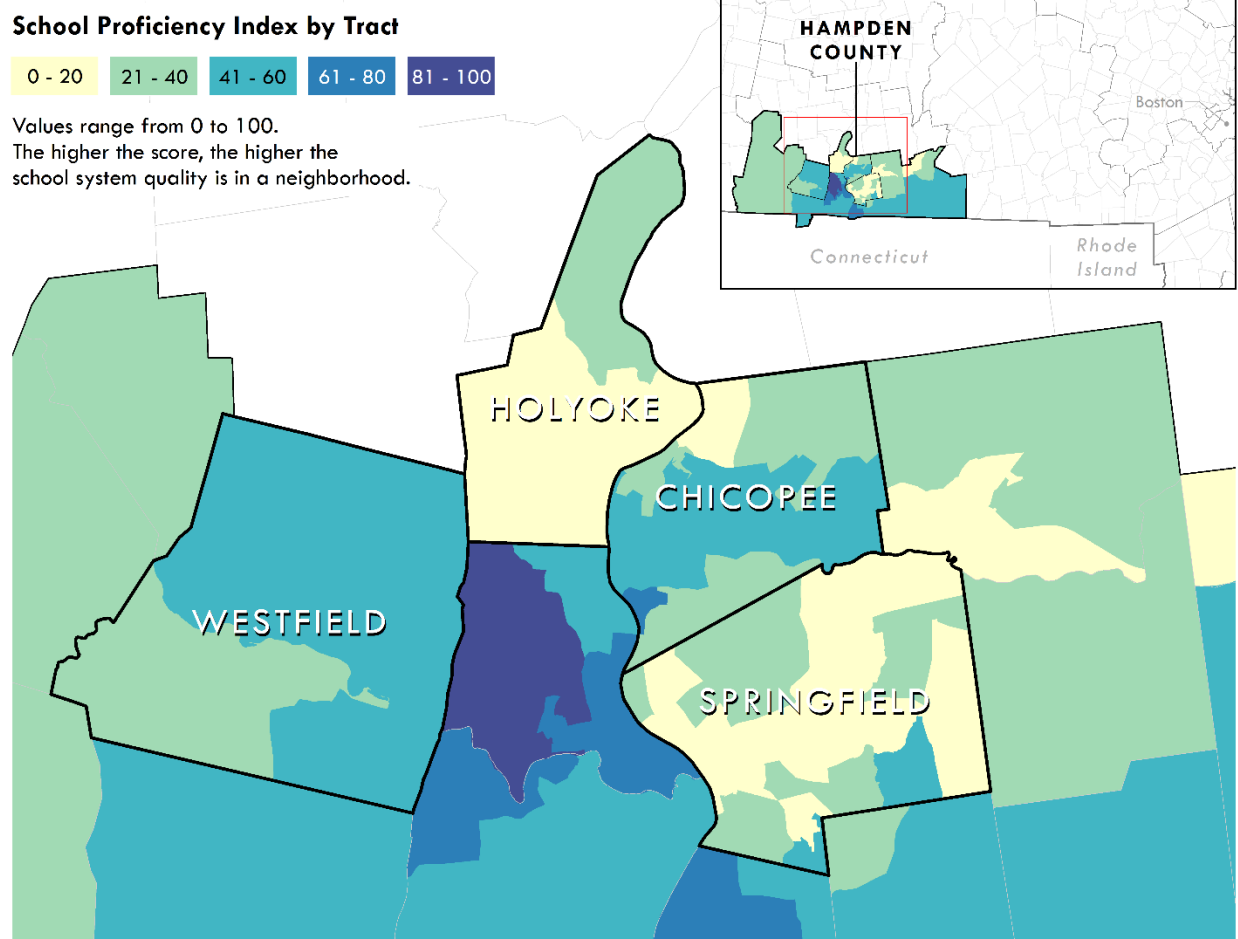 School Proficiency Index by Tract
0 - 20
21 - 40
41 - 60
61 - 80
81 - 100
Values range from 0 to 100.
The higher the score, the higher the
school system quality is in a neighborhood.
HAMPDEN
COUNTY
Boston
Connecticut
Rhode
Island
HOLYOKE
CHICOPEE
WESTFIELD
SPRINGFIELD